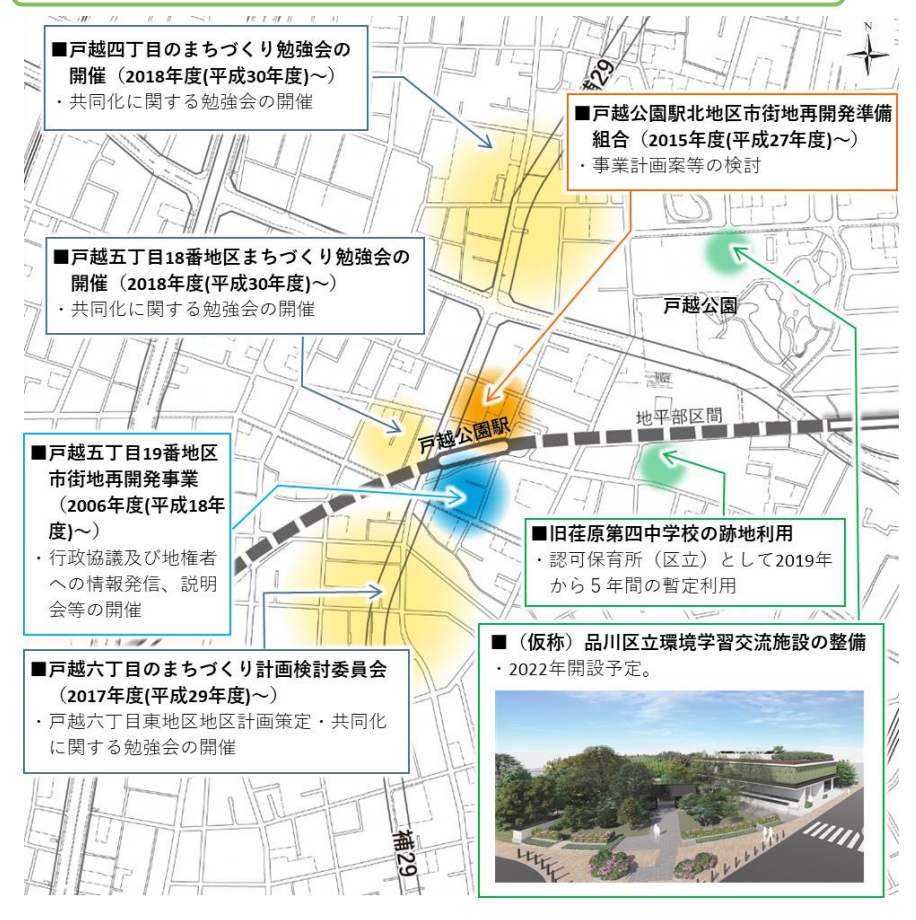 ■戸越四丁目のまちづくり勉強会の
開催（2018年度(平成30年度)～）
・共同化に関する勉強会の開催
補29
N
■戸越公園駅北地区市街地再開発準備
組合（2015年度(平成27年度)～）
・事業計画案等の検討
■戸越五丁目18番地区まちづくり勉強会の
開催（2018年度(平成30年度)～）
・共同化に関する勉強会の開催
戸越公園
戸越公園駅
地平部区間
■戸越五丁目19番地区
市街地再開発事業
（2006年度(平成18年
度)～）
・行政協議及び地権者
への情報発信、説明
会等の開催
■旧荏原第四中学校の跡地利用
・認可保育所（区立）として2019年
から５年間の暫定利用
■戸越六丁目のまちづくり計画検討委員会
（2017年度(平成29年度)～）
・戸越六丁目東地区地区計画策定・共同化
に関する勉強会の開催
■（仮称）品川区立環境学習交流施設の整備
・2022年開設予定。
補29